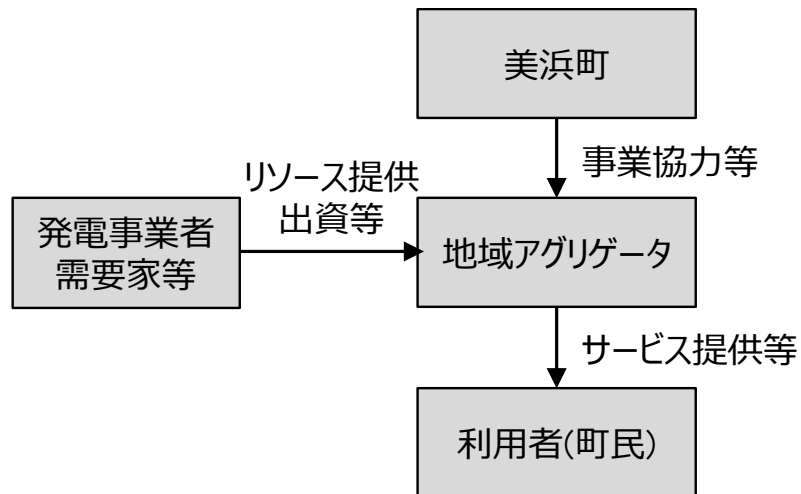 美浜町
事業協力等
リソース提供
出資等
発電事業者
需要家等
地域アグリゲータ
サービス提供等
利用者(町民)